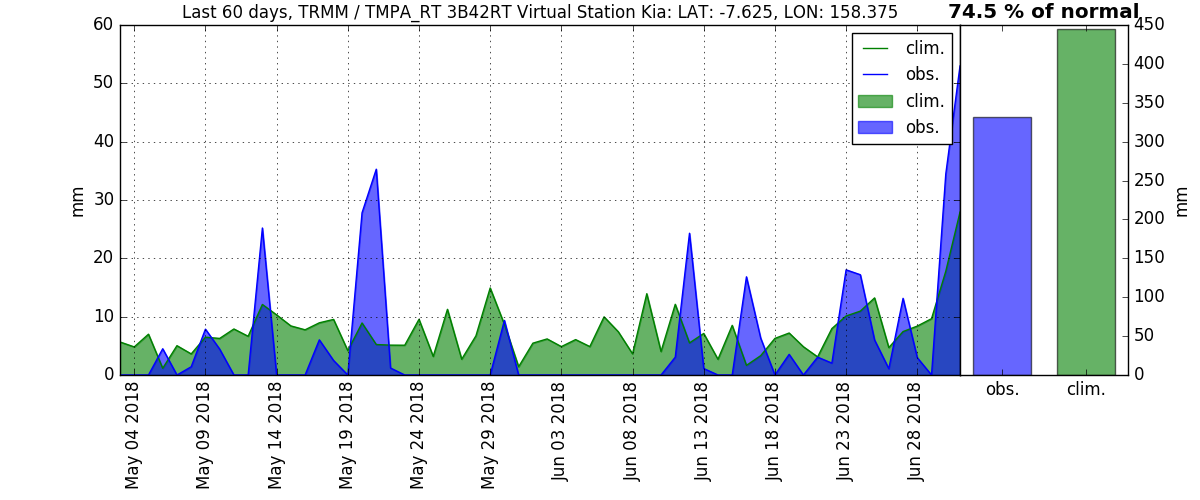 Last 60 days, TRMM / TMPA_RT 3B42RT Virtual Station Kia: LAT: -7.625, LON: 158.375
74.5 % of normal
60
50
40
30
20
10
0
mm
clim.
obs.
clim.
obs.
450
400
350
300
250
200
150
100
50
0
mm
obs.
clim.
May 04 2018
May 09 2018
May 14 2018
May 19 2018
May 24 2018
May 29 2018
Jun 03 2018
Jun 08 2018
Jun 13 2018
Jun 18 2018
Jun 23 2018
Jun 28 2018